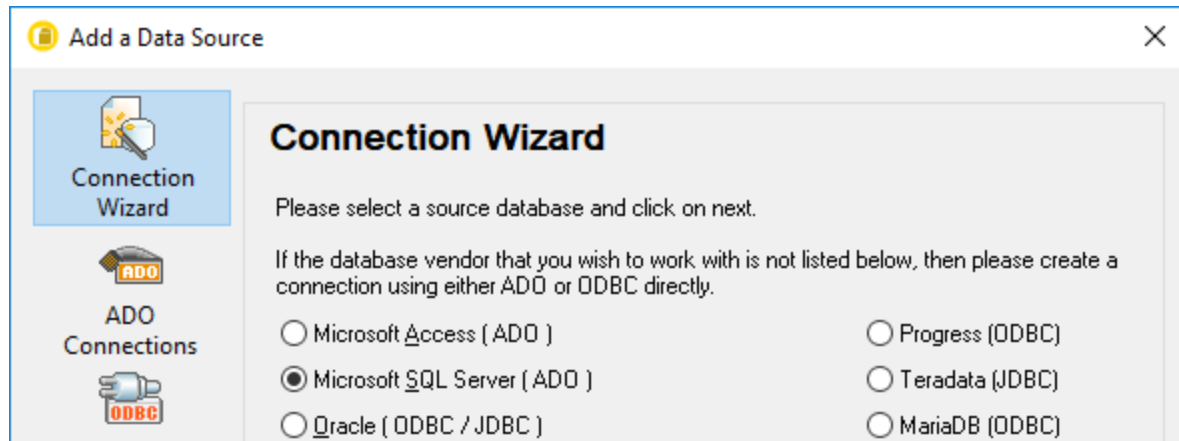 Add a Data Source
Connection
Wizard
ADO
ADO
Connections
ODBC
Connection Wizard
Please select a source database and click on next.
If the database vendor that you wish to work with is not listed below, then please create a
connection using either ADO or ODBC directly.
Microsoft Access ( ADO )
Microsoft SQL Server ( ADO )
Oracle ( ODBC / JDBC )
Progress (ODBC)
Teradata (JDBC)
MariaDB (ODBC)